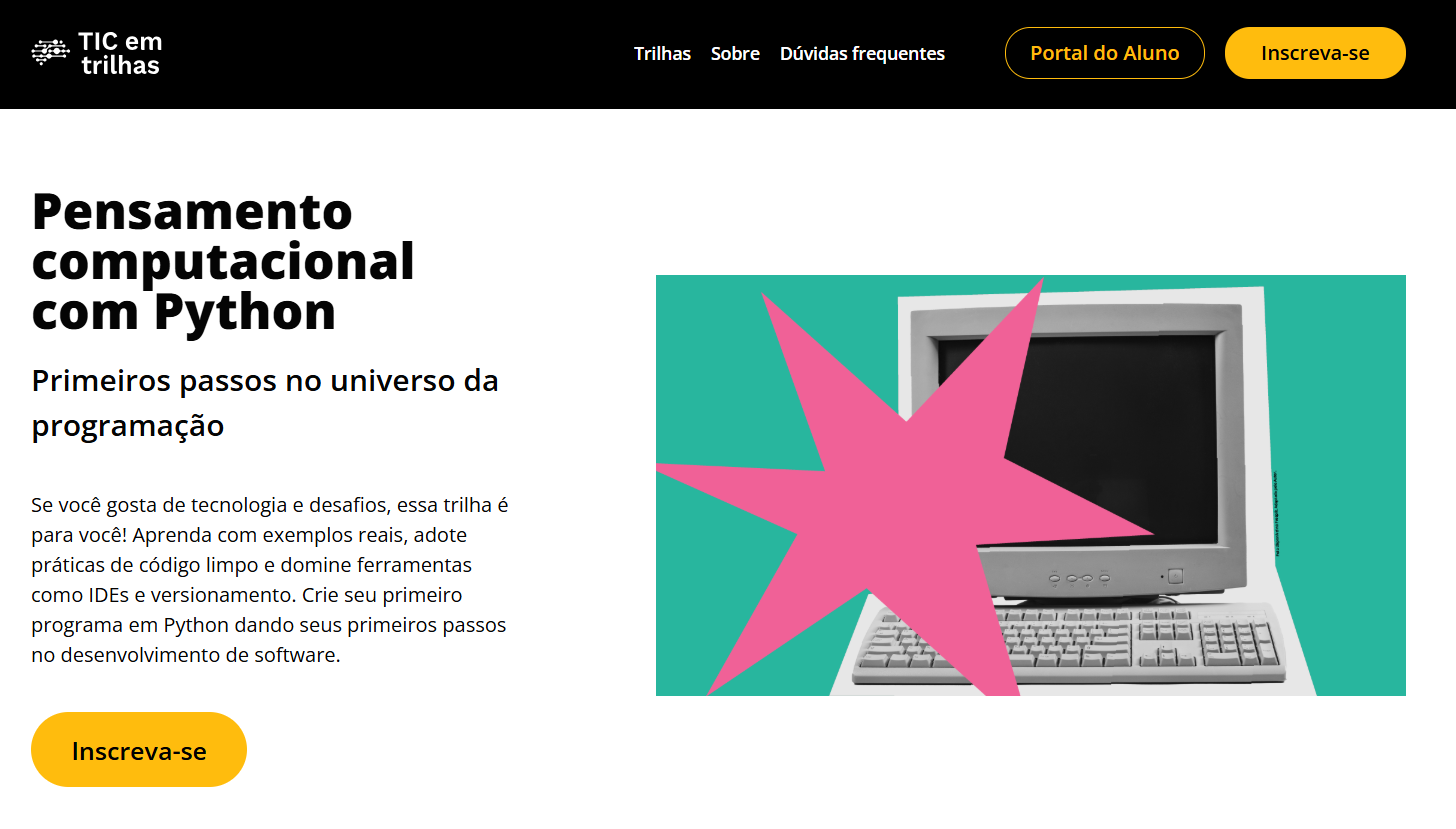 TIC em
trilhas
Trilhas Sobre Dúvidas frequentes Portal do Aluno Inscreva-se
Pensamento
computacional
com Python
Primeiros passos no universo da
programação
Se você gosta de tecnologia e desafios, essa trilha é
para você! Aprenda com exemplos reais, adote
práticas de código limpo e domine ferramentas
como IDEs e versionamento. Crie seu primeiro
programa em Python dando seus primeiros passos
no desenvolvimento de software.
Inscreva-se